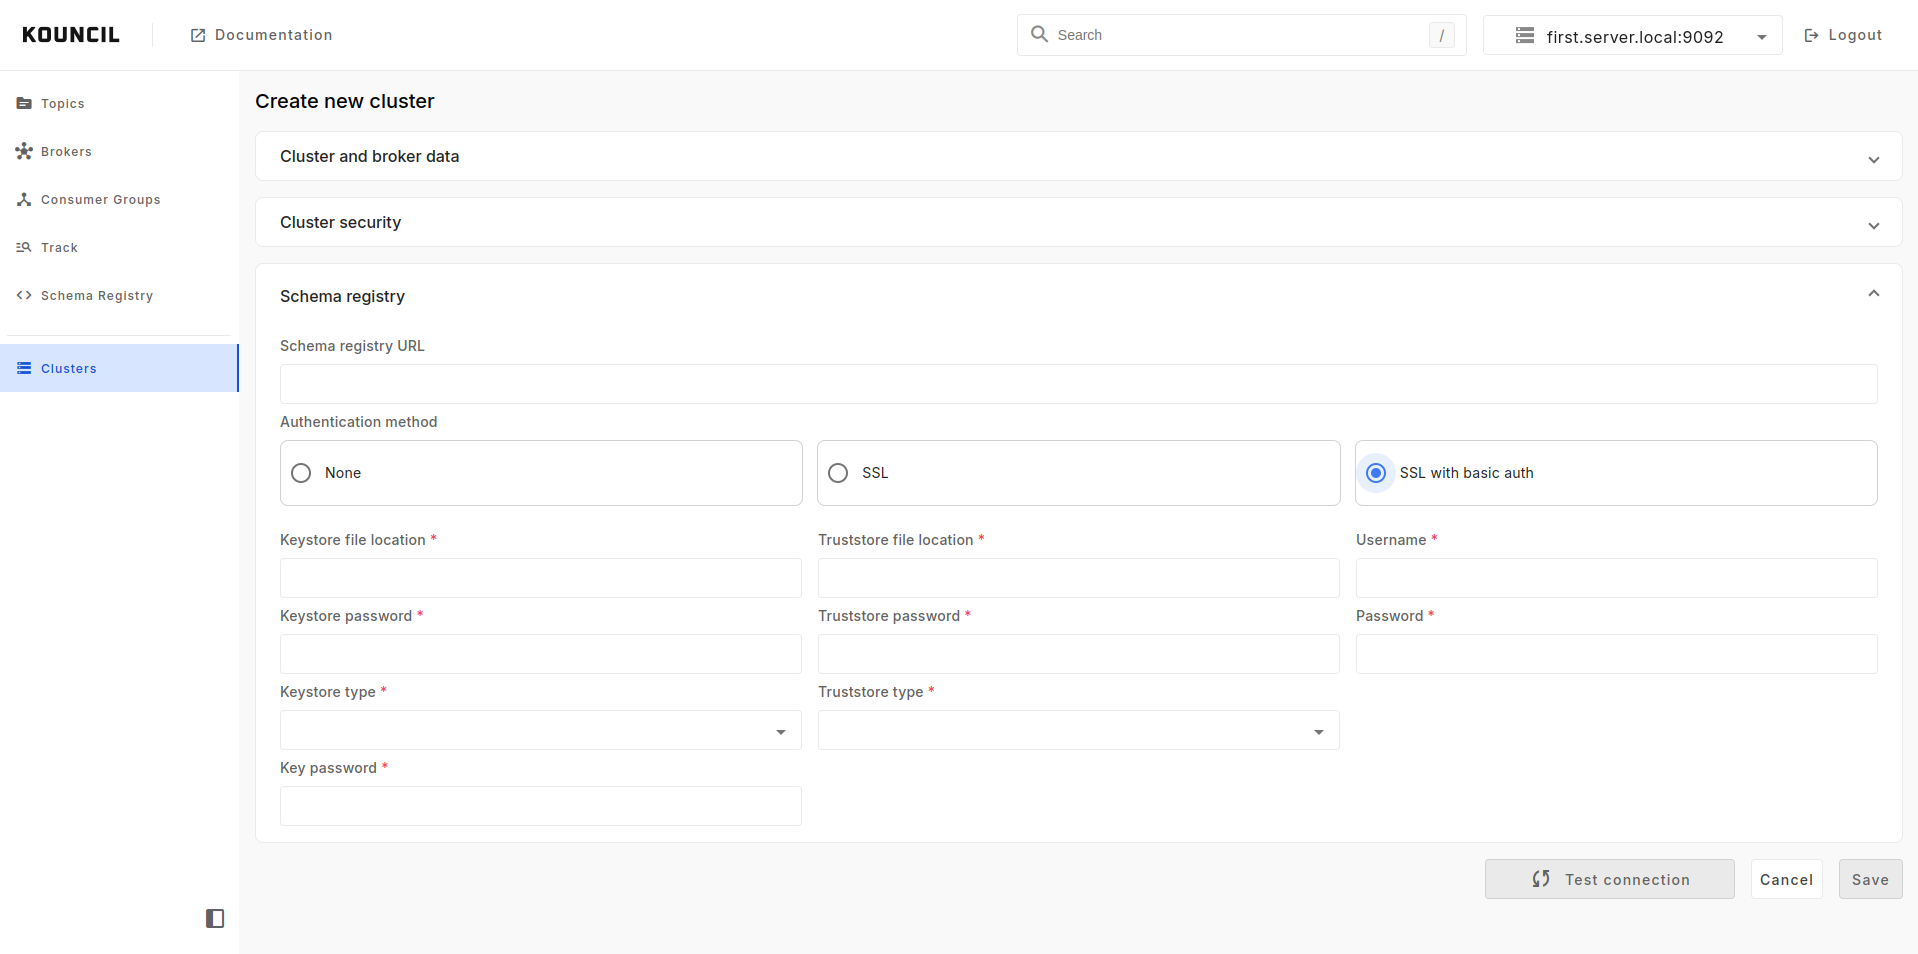 KOUNCIL
Documentation
Search
/
first.server.local:9092
Logout
Topics
Brokers
Consumer Groups
Track
Schema Registry
Clusters
Create new cluster
Cluster and broker data
Cluster security
Schema registry
Schema registry URL
Authentication method
None
SSL
SSL with basic auth
Keystore file location *
Truststore file location *
Username *
Keystore password *
Truststore password *
Password *
Keystore type *
Truststore type *
Key password *
Test connection
Cancel
Save